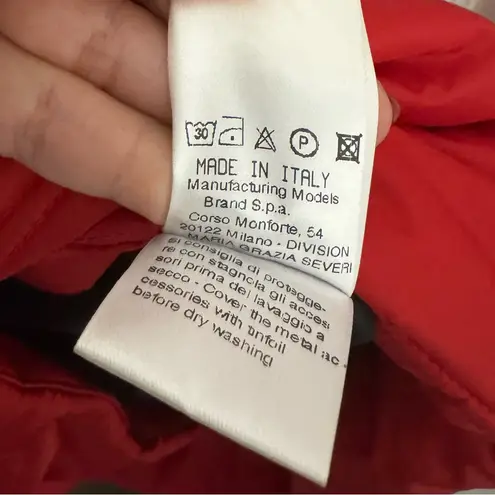 30 P
MADE IN ITALY
Manufacturing Models
Brand S.p.a.
Corso Monforte, 54
20122 Milano - DIVISION
MARIA GRAZIA SEVERI
si consiglia di protegge-
re con stagnola gli acces
sori prima del lavaggio a
secco - Cover the metal ac-
cessories with tinfoil
before dry washing